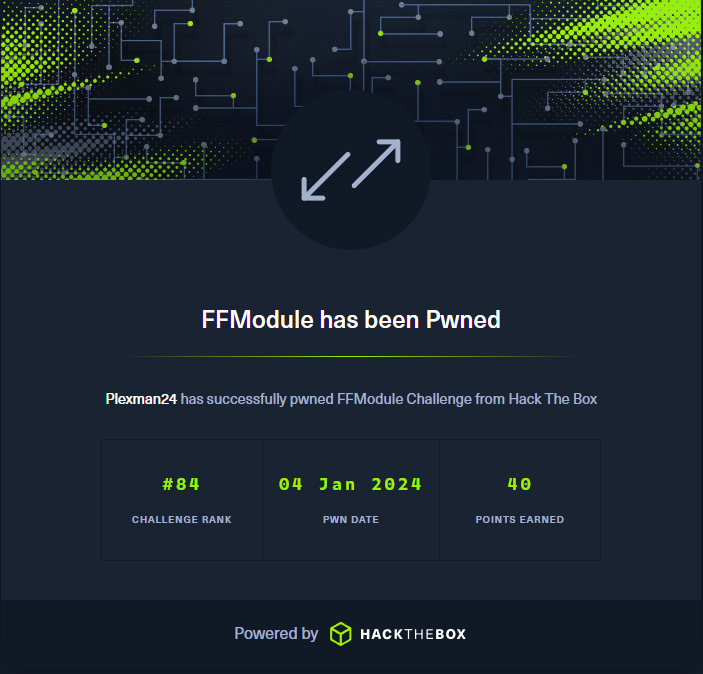 FFModule has been Pwned
Plexman24 has successfully pwned FFModule Challenge from Hack The Box
#84 04 Jan 2024 40
CHALLENGE RANK PWN DATE POINTS EARNED
Powered by HACKTHEBOX